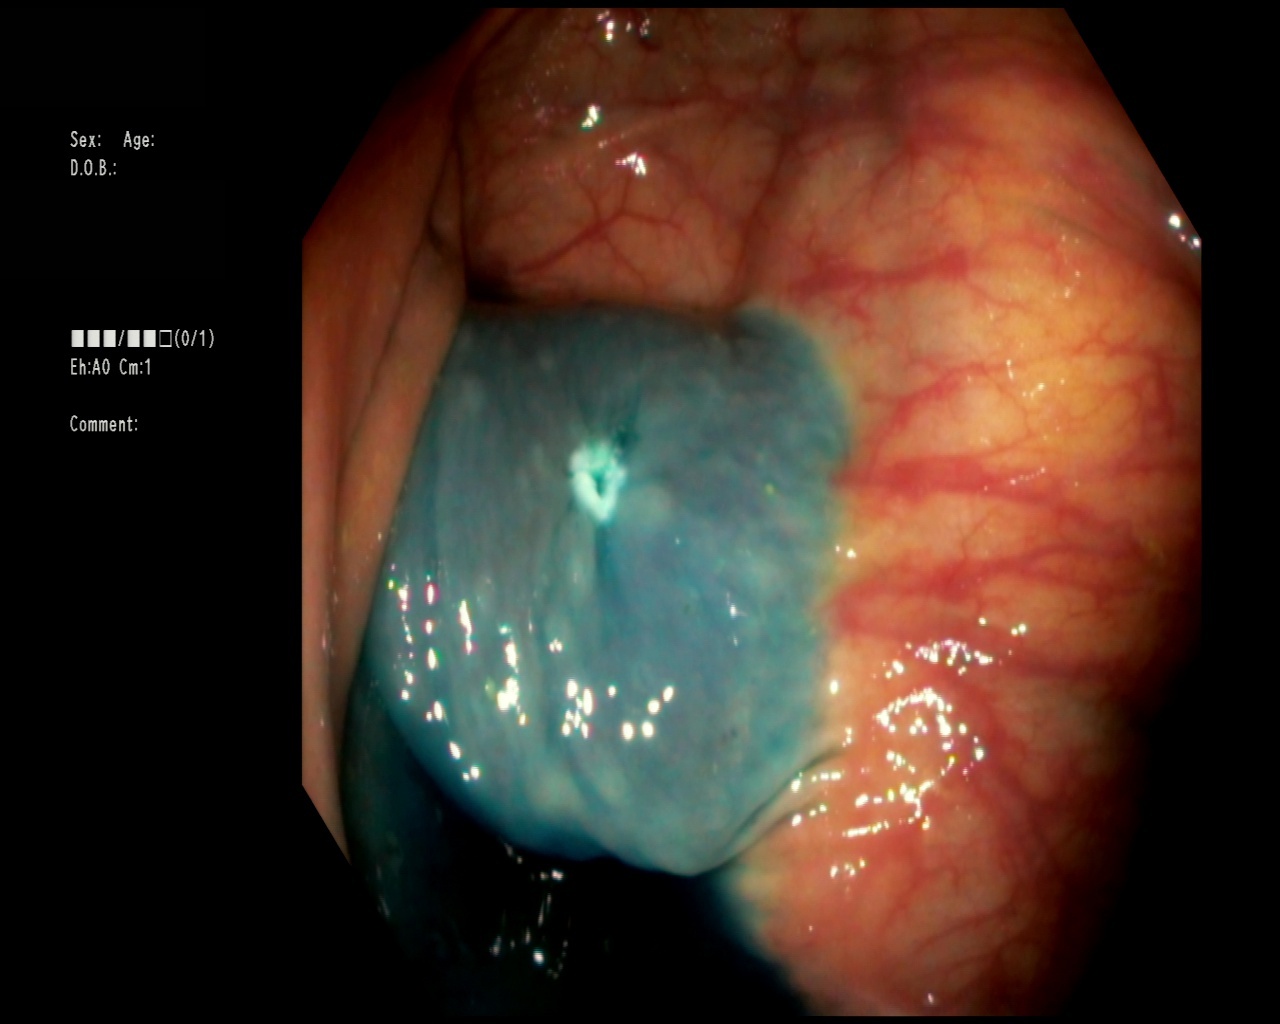 Sex: Age:
D.O.B.:
■■■/■■□(0/1)
Eh:A0 Cm:1
Comment: